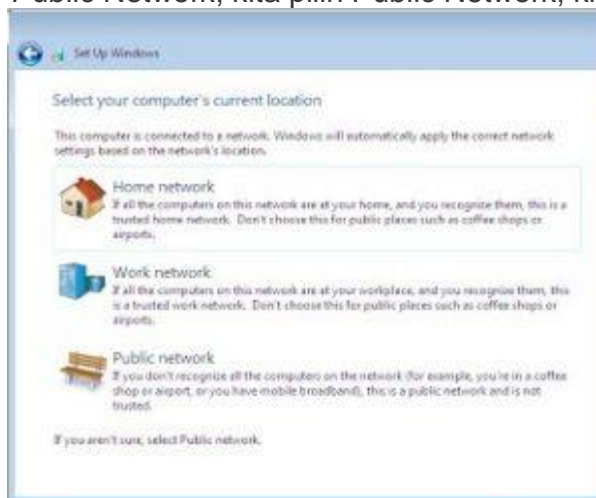 Public Network, kita pilih Public Network, ki
Set Up Windows
Select your computer's current location
This computer is connected to a network. Windows will automatically apply the correct network
settings based on the network's location.
Home network
If all the computers on this network are at your home, and you recognize them, this is a
trusted home network. Don't choose this for public places such as coffee shops or
airports.
Work network
If all the computers on this network are at your workplace, and you recognize them, this
is a trusted work network. Don't choose this for public places such as coffee shops or
airports.
Public network
If you don't recognize all the computers on the network (for example, you're in a coffee
shop or airport, or you have mobile broadband), this is a public network and is not
trusted.
If you aren't sure, select Public network.